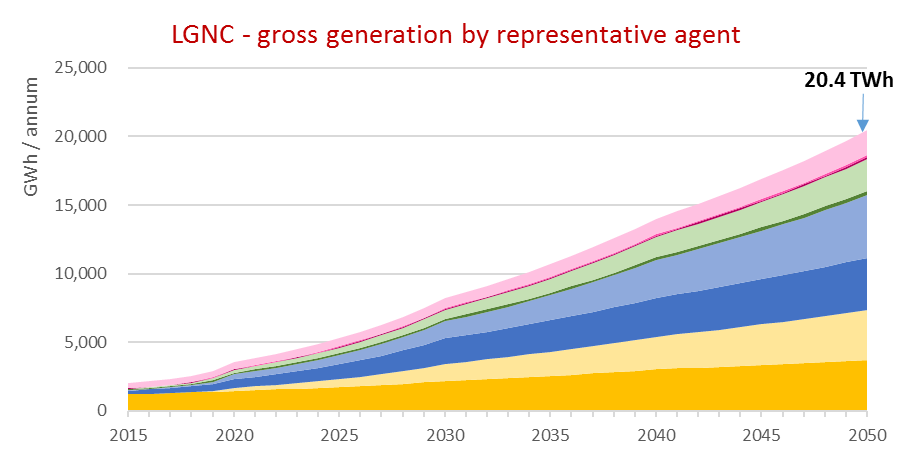 LGNC - gross generation by representative agent
GWh / annum
25,000
20,000
15,000
10,000
5,000
0
20.4 TWh
2015 2020 2025 2030 2035 2040 2045 2050